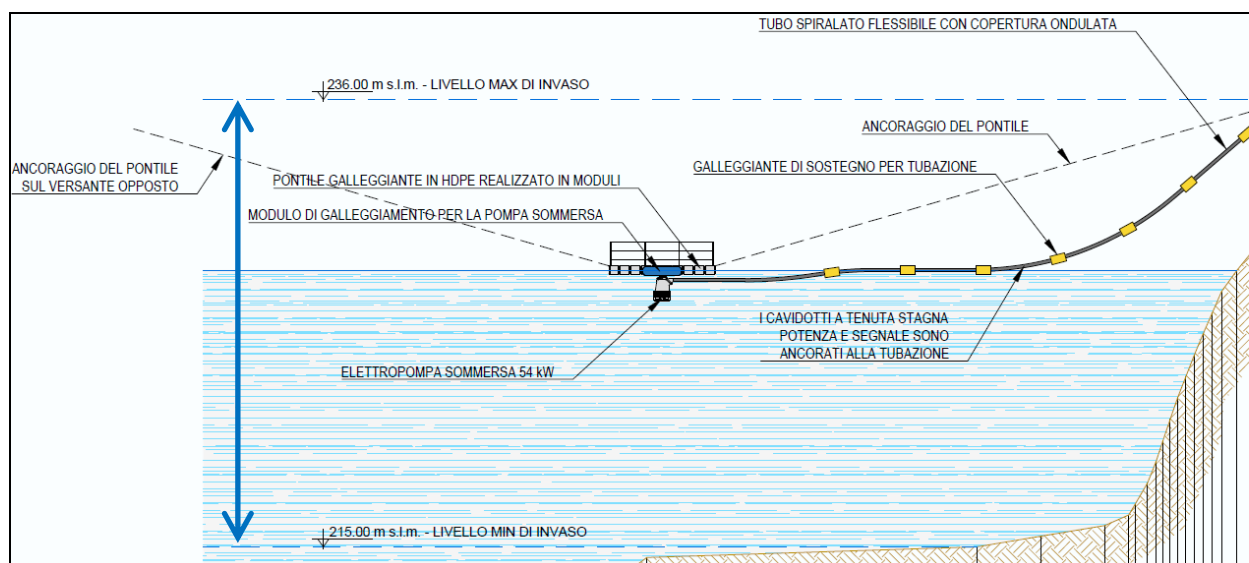 TUBO SPIRALATO FLESSIBILE CON COPERTURA ONDULATA
236.00 m s.l.m. - LIVELLO MAX DI INVASO
ANCORAGGIO DEL PONTILE
ANCORAGGIO DEL PONTILE
SUL VERSANTE OPPOSTO
GALLEGGIANTE DI SOSTEGNO PER TUBAZIONE
PONTILE GALLEGGIANTE IN HDPE REALIZZATO IN MODULI
MODULO DI GALLEGGIAMENTO PER LA POMPA SOMMERSA
I CAVIDOTTI A TENUTA STAGNA
POTENZA E SEGNALE SONO
ANCORATI ALLA TUBAZIONE
ELETTROPOMPA SOMMERSA 54 kW
215.00 m s.l.m. - LIVELLO MIN DI INVASO